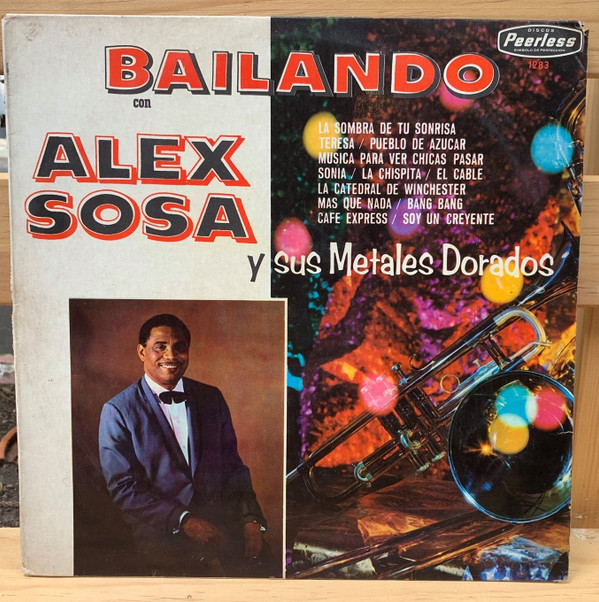 DISCOS
Peerless
SIMBOLO DE PROTECCION
1283
BAILANDO
con
ALEX
SOSA
y sus Metales Dorados
LA SOMBRA DE TU SONRISA
TERESA / PUEBLO DE AZUCAR
MUSICA PARA VER CHICAS PASAR
SONIA / LA CHISPITA / EL CABLE
LA CATEDRAL DE WINCHESTER
MAS QUE NADA / BANG BANG
CAFE EXPRESS / SOY UN CREYENTE